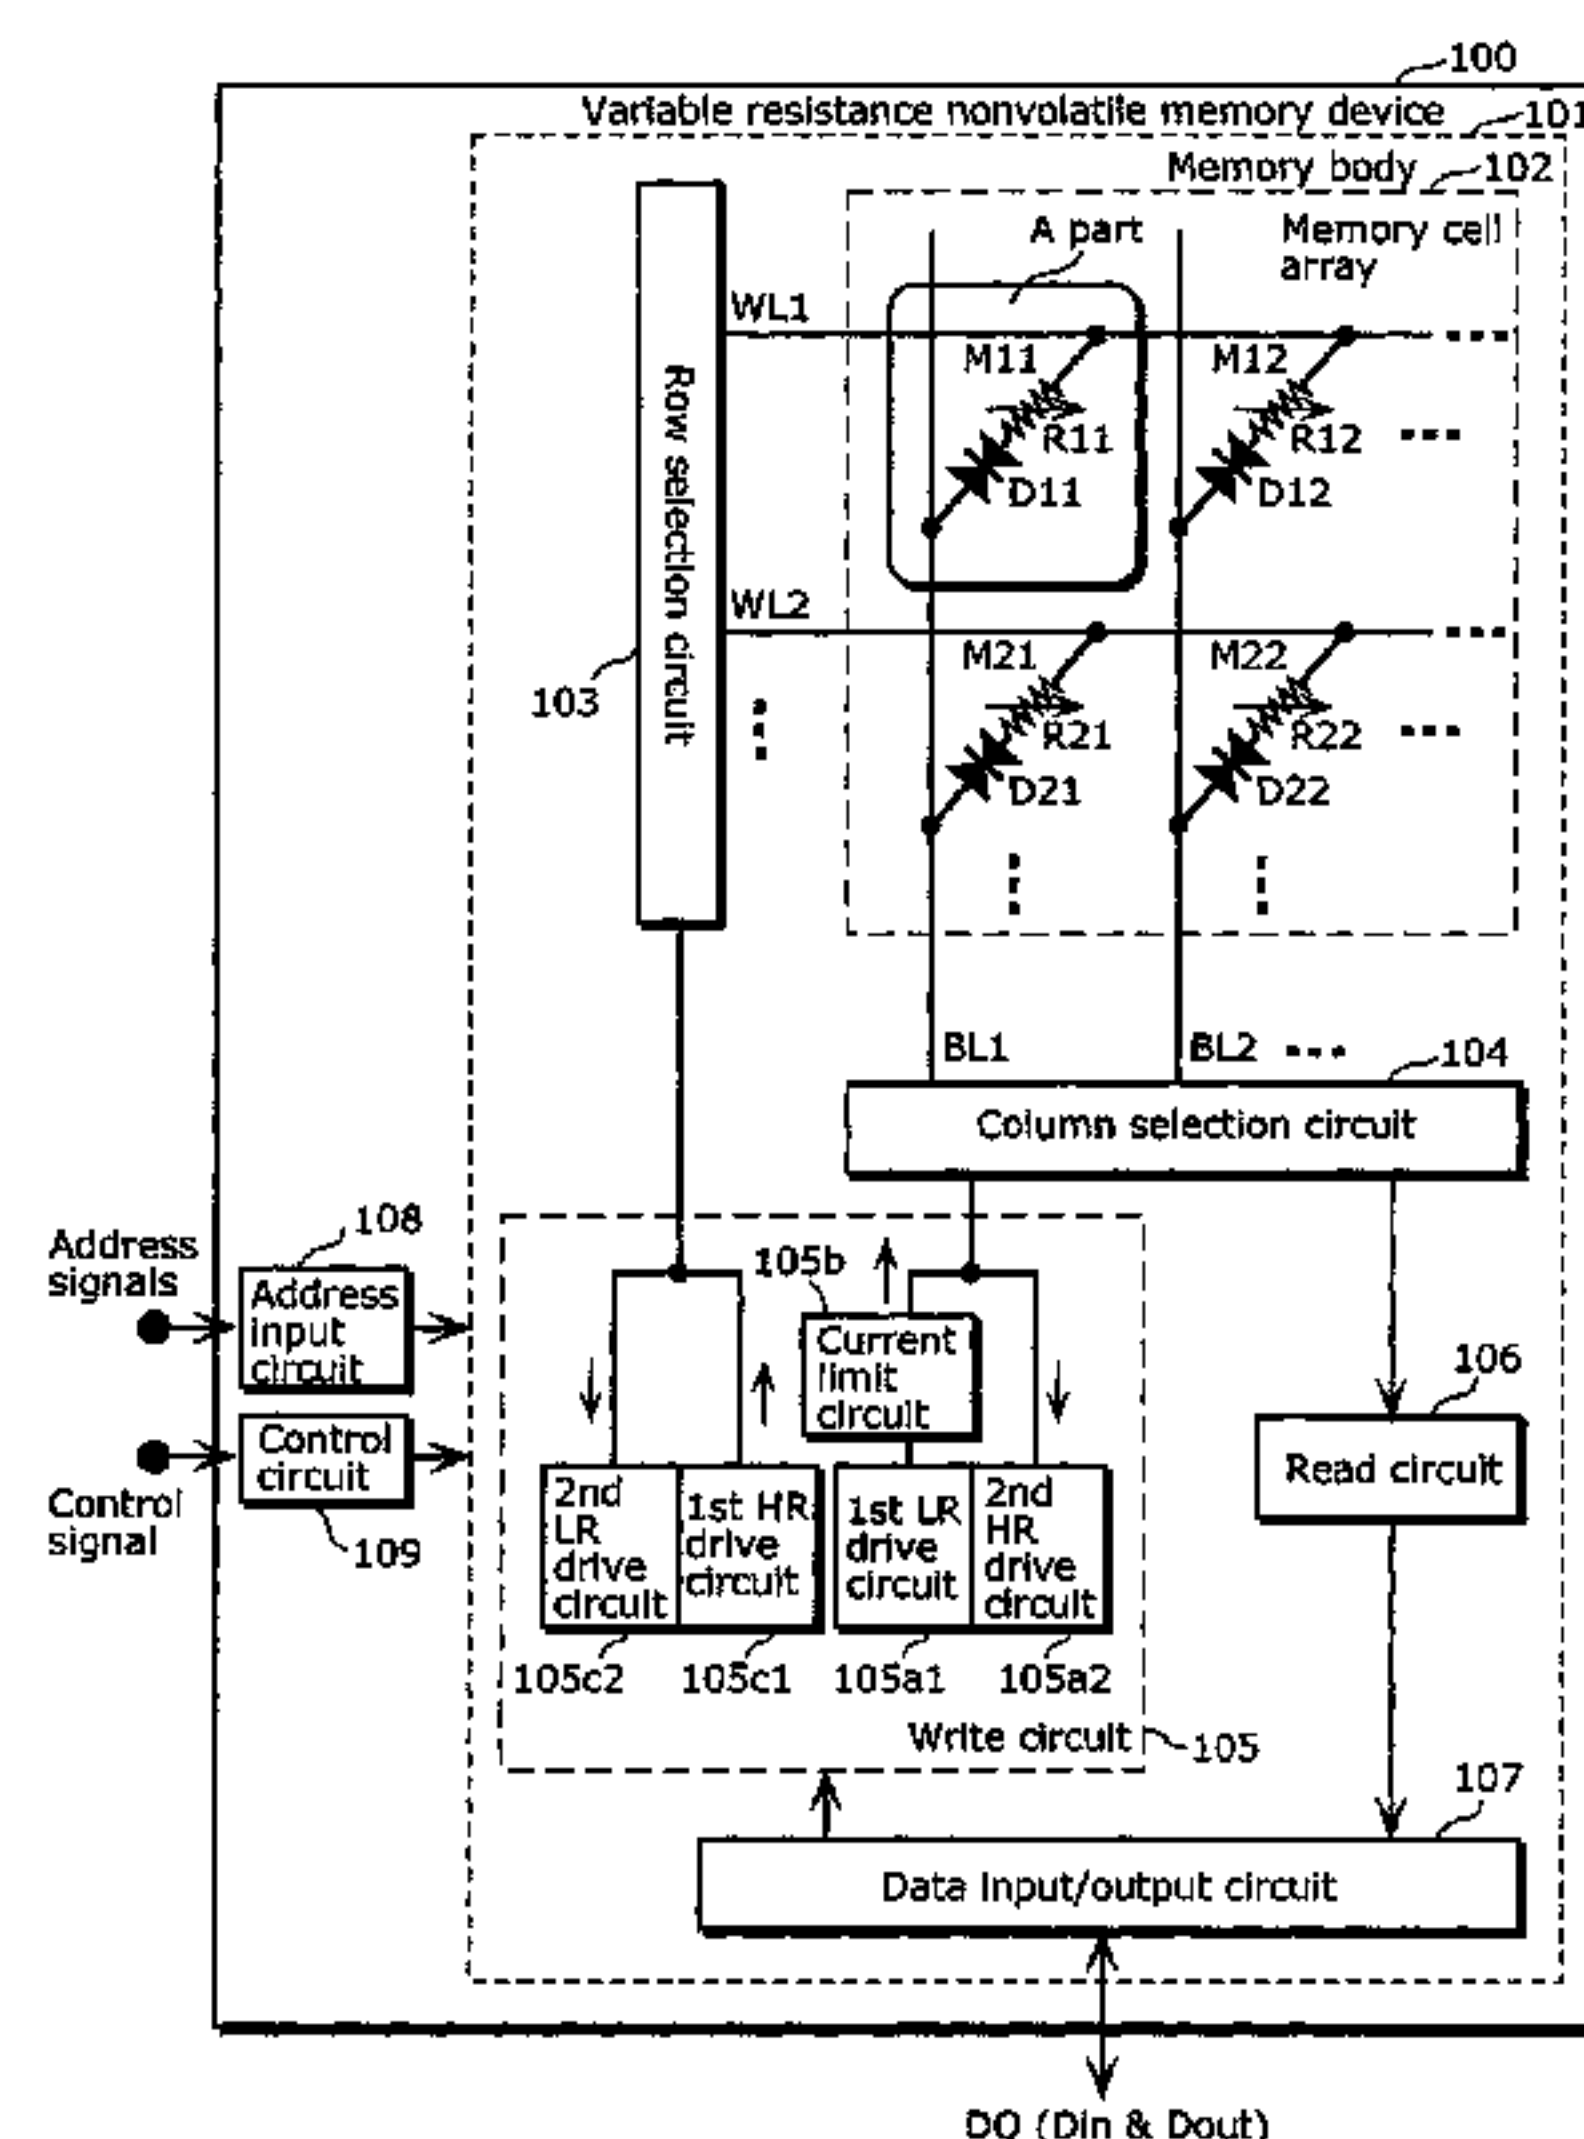 100
Variable resistance nonvolatile memory device
101
Memory body
102
A part
Memory cell
array
WL1
M11
M12
R11
R12
D11
D12
Row selection circuit
WL2
103
M21
M22
R21
R22
D21
D22
BL1
BL2
104
Column selection circuit
Address
signals
108
Address
input
circuit
105b
Current
limit
circuit
106
Read circuit
Control
signal
Control
circuit
109
2nd
LR
drive
circuit
1st HR
drive
circuit
1st LR
drive
circuit
2nd
HR
drive
circuit
105c2
105c1
105a1
105a2
Write circuit
105
107
Data input/output circuit
DQ (Din & Dout)